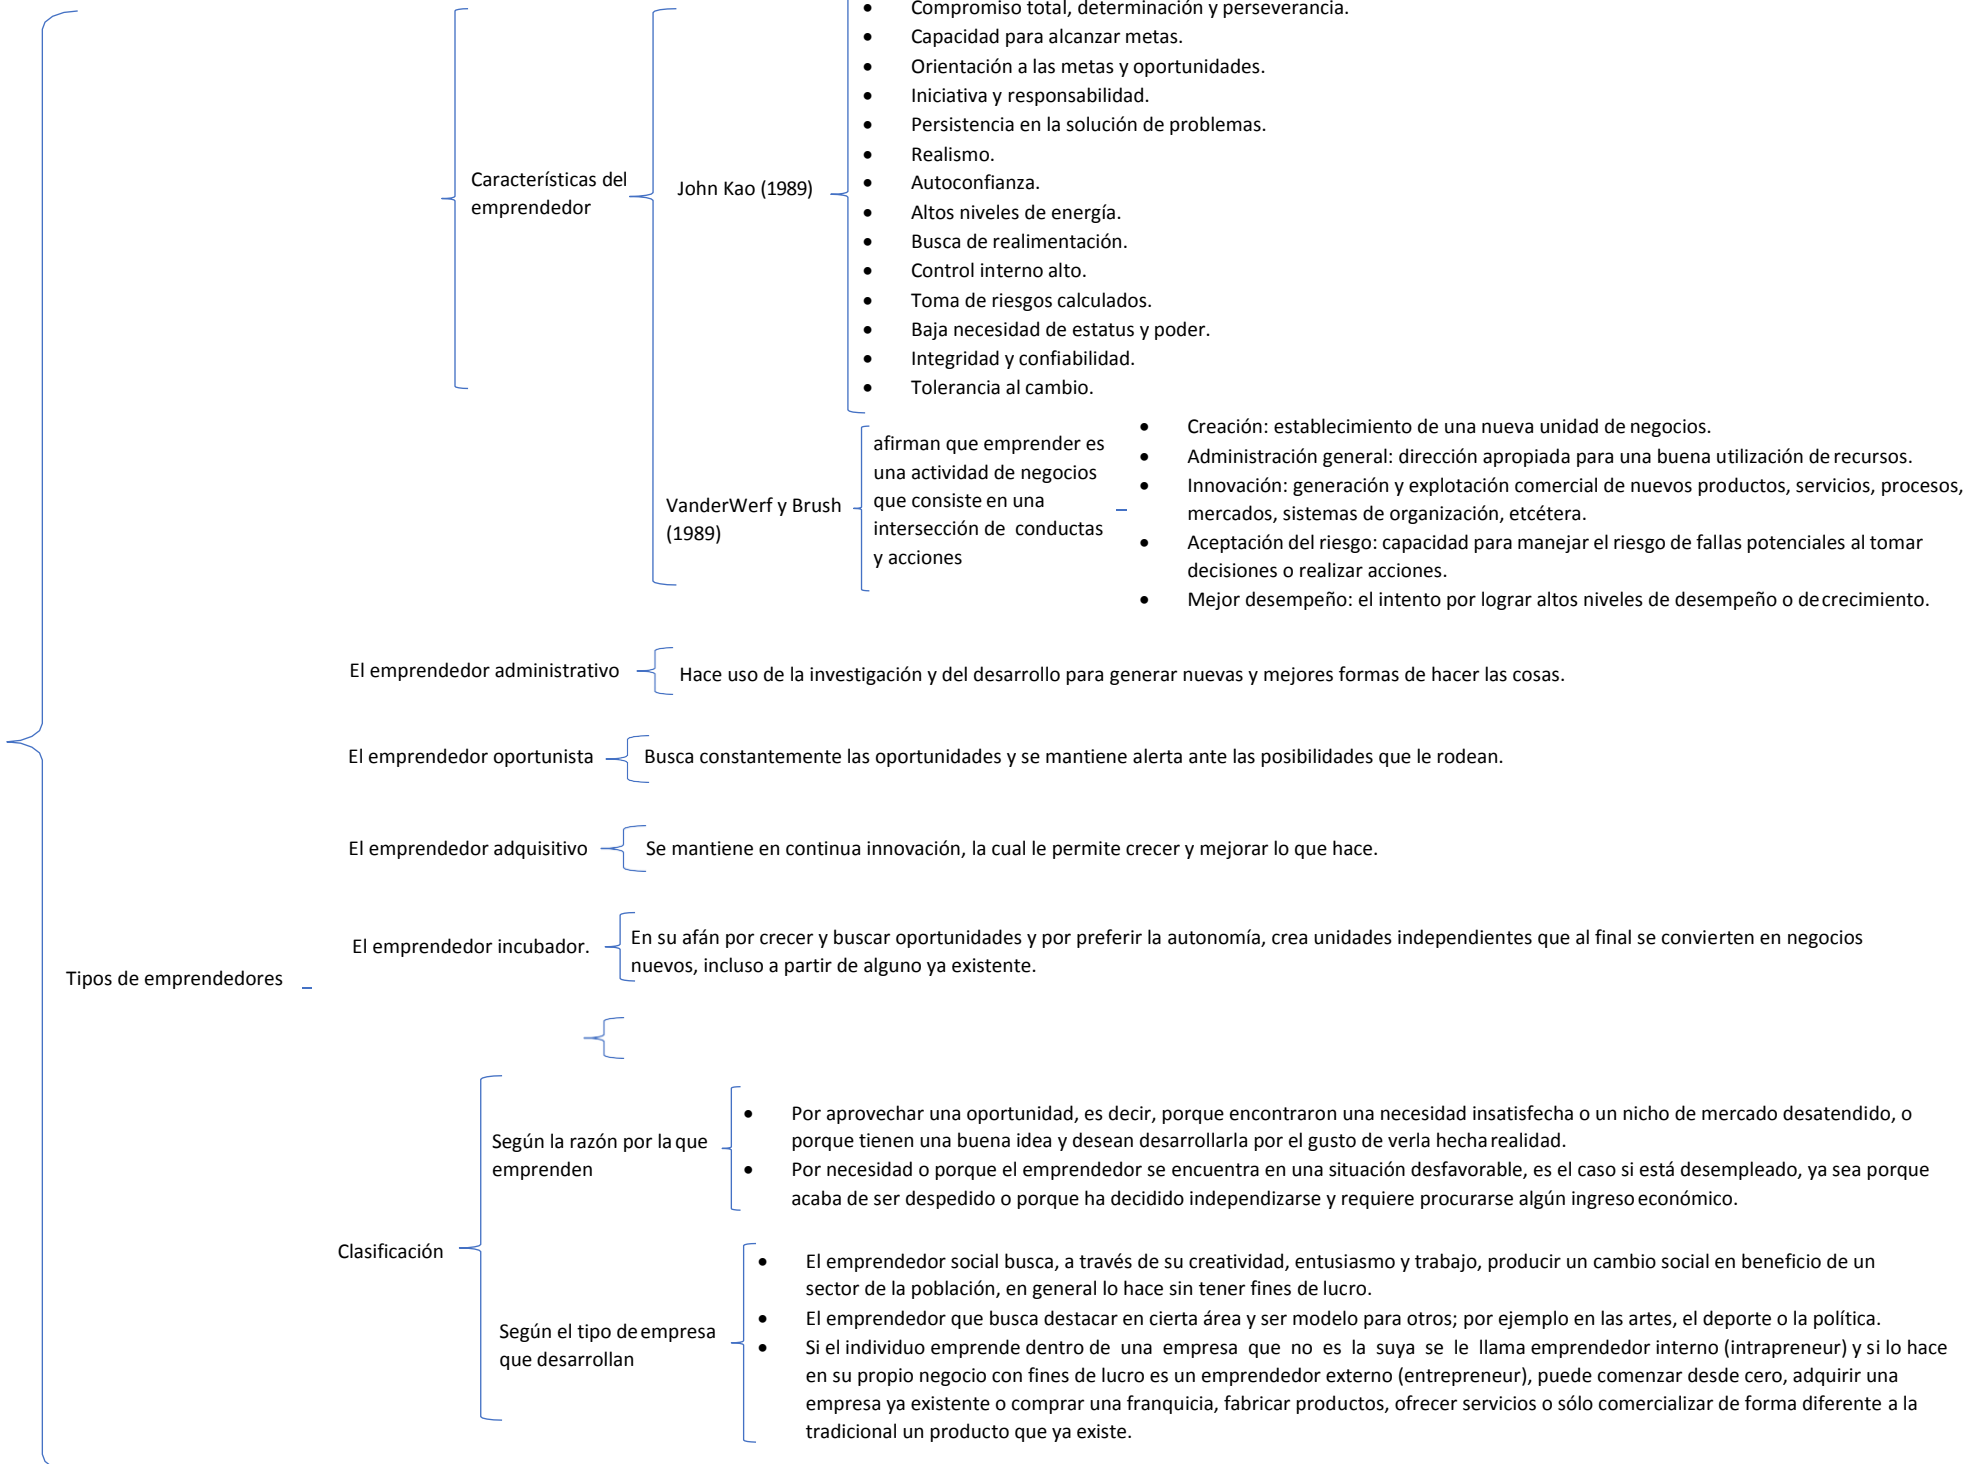 Características del
emprendedor
John Kao (1989)
• Compromiso total, determinación y perseverancia.
• Capacidad para alcanzar metas.
• Orientación a las metas y oportunidades.
• Iniciativa y responsabilidad.
• Persistencia en la solución de problemas.
• Realismo.
• Autoconfianza.
• Altos niveles de energía.
• Busca de realimentación.
• Control interno alto.
• Toma de riesgos calculados.
• Baja necesidad de estatus y poder.
• Integridad y confiabilidad.
• Tolerancia al cambio.
VanderWerf y Brush
(1989)
afirman que emprender es
una actividad de negocios
que consiste en una
intersección de conductas
y acciones
• Creación: establecimiento de una nueva unidad de negocios.
• Administración general: dirección apropiada para una buena utilización de recursos.
• Innovación: generación y explotación comercial de nuevos productos, servicios, procesos,
mercados, sistemas de organización, etcétera.
• Aceptación del riesgo: capacidad para manejar el riesgo de fallas potenciales al tomar
decisiones o realizar acciones.
• Mejor desempeño: el intento por lograr altos niveles de desempeño o de crecimiento.
Tipos de emprendedores
El emprendedor administrativo
Hace uso de la investigación y del desarrollo para generar nuevas y mejores formas de hacer las cosas.
El emprendedor oportunista
Busca constantemente las oportunidades y se mantiene alerta ante las posibilidades que le rodean.
El emprendedor adquisitivo
Se mantiene en continua innovación, la cual le permite crecer y mejorar lo que hace.
El emprendedor incubador.
En su afán por crecer y buscar oportunidades y por preferir la autonomía, crea unidades independientes que al final se convierten en negocios
nuevos, incluso a partir de alguno ya existente.
Clasificación
Según la razón por la que
emprenden
• Por aprovechar una oportunidad, es decir, porque encontraron una necesidad insatisfecha o un nicho de mercado desatendido, o
porque tienen una buena idea y desean desarrollarla por el gusto de verla hecha realidad.
• Por necesidad o porque el emprendedor se encuentra en una situación desfavorable, es el caso si está desempleado, ya sea porque
acaba de ser despedido o porque ha decidido independizarse y requiere procurarse algún ingreso económico.
Según el tipo de empresa
que desarrollan
• El emprendedor social busca, a través de su creatividad, entusiasmo y trabajo, producir un cambio social en beneficio de un
sector de la población, en general lo hace sin tener fines de lucro.
• El emprendedor que busca destacar en cierta área y ser modelo para otros; por ejemplo en las artes, el deporte o la política.
• Si el individuo emprende dentro de una empresa que no es la suya se le llama emprendedor interno (intrapreneur) y si lo hace
en su propio negocio con fines de lucro es un emprendedor externo (entrepreneur), puede comenzar desde cero, adquirir una
empresa ya existente o comprar una franquicia, fabricar productos, ofrecer servicios o sólo comercializar de forma diferente a la
tradicional un producto que ya existe.